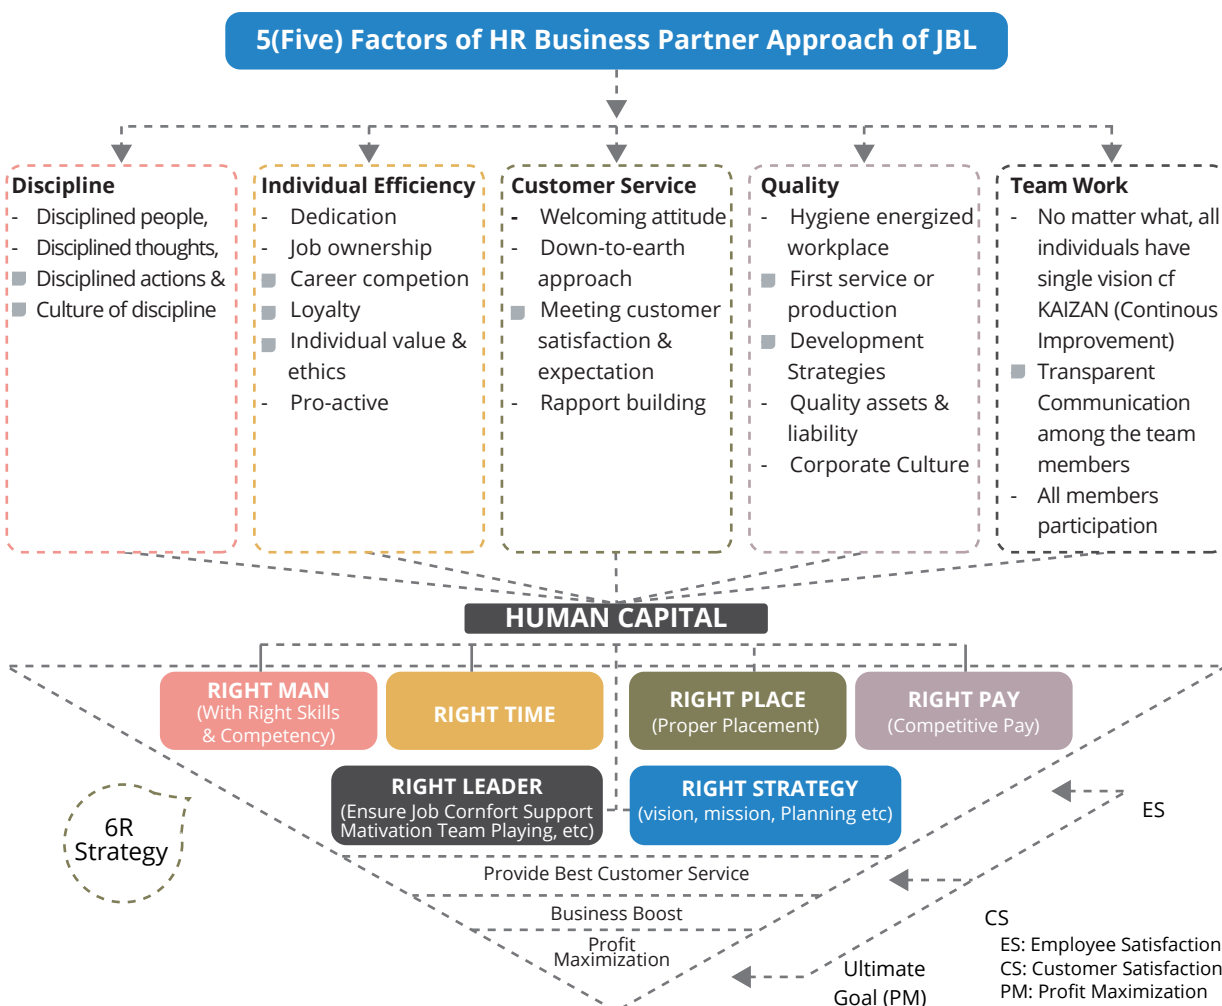 5(Five) Factors of HR Business Partner Approach of JBL
Discipline
- Disciplined people,
- Disciplined thoughts,
Disciplined actions &
Culture of discipline
Individual Efficiency
- Dedication
- Job ownership
Career competion
Loyalty
Individual value &
ethics
- Pro-active
Customer Service
- Welcoming attitude
- Down-to-earth
approach
Meeting customer
satisfaction &
expectation
- Rapport building
Quality
- Hygiene energized
workplace
First service or
production
Development
Strategies
- Quality assets &
liability
- Corporate Culture
Team Work
- No matter what, all
individuals have
single vision cf
KAIZAN (Continous
Improvement)
Transparent
Communication
among the team
members
- All members
participation
HUMAN CAPITAL
RIGHT MAN
(With Right Skills
& Competency)
RIGHT TIME
RIGHT PLACE
(Proper Placement)
RIGHT PAY
(Competitive Pay)
RIGHT LEADER
(Ensure Job Cornfort Support
Mativation Team Playing, etc)
RIGHT STRATEGY
(vision, mission, Planning etc)
6R
Strategy
ES
Provide Best Customer Service
Business Boost
Profit
Maximization
CS
Ultimate
Goal (PM)
ES: Employee Satisfaction
CS: Customer Satisfaction
PM: Profit Maximization